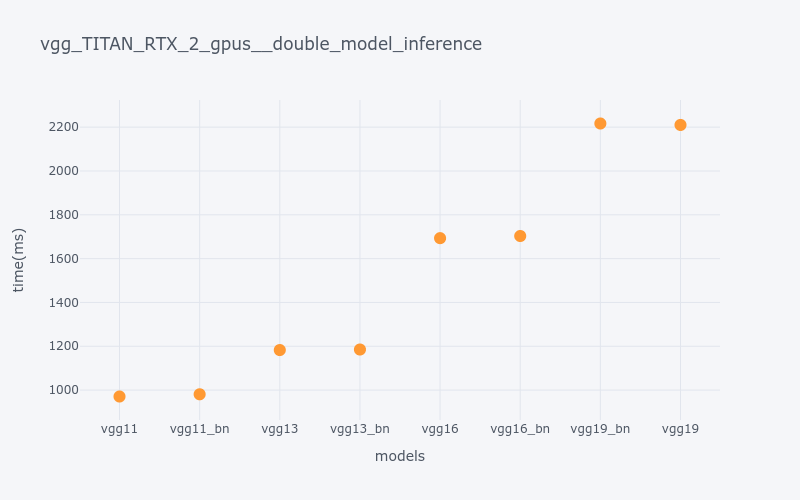 vgg_TITAN_RTX_2_gpus__double_model_inference
time(ms)
2200
2000
1800
1600
1400
1200
1000
vgg11 vgg11_bn vgg13 vgg13_bn vgg16 vgg16_bn vgg19_bn vgg19
models